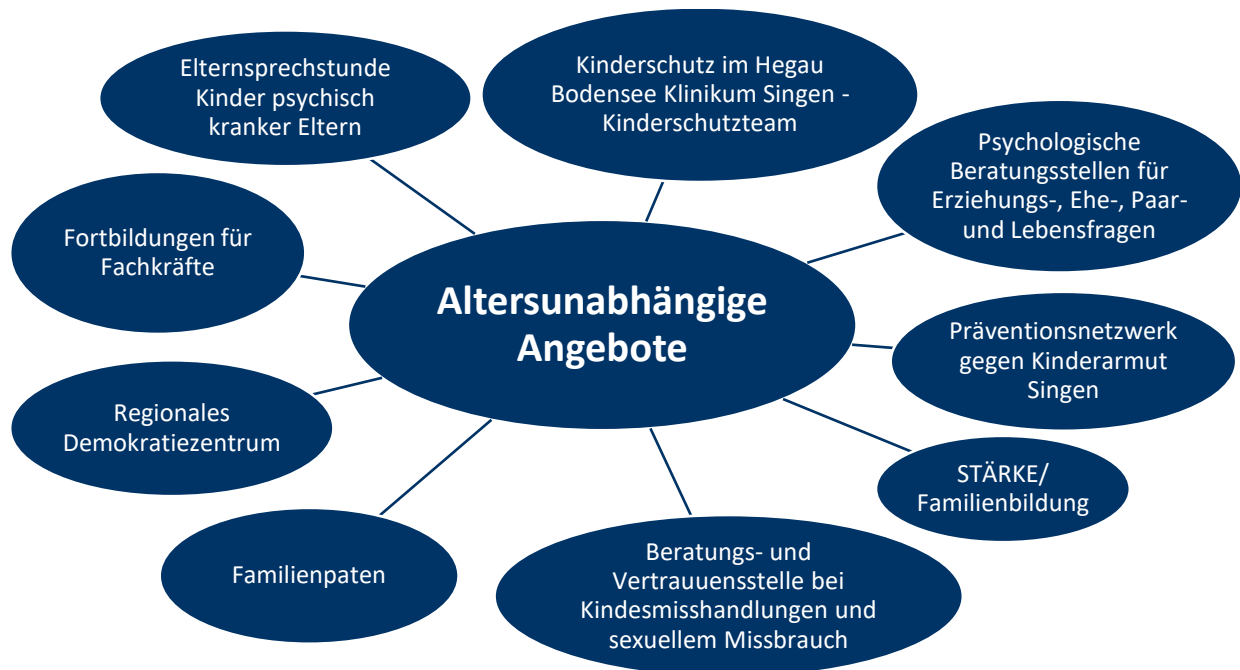 Elternsprechstunde
Kinder psychisch
kranker Eltern
Kinderschutz im Hegau
Bodensee Klinikum Singen -
Kinderschutzteam
Psychologische
Beratungsstellen für
Erziehungs-, Ehe-, Paar-
und Lebensfragen
Fortbildungen für
Fachkräfte
Altersunabhängige
Angebote
Präventionsnetzwerk
gegen Kinderarmut
Singen
Regionales
Demokratiezentrum
STÄRKE/
Familienbildung
Familienpaten
Beratungs- und
Vertrauuensstelle bei
Kindesmisshandlungen und
sexuellem Missbrauch